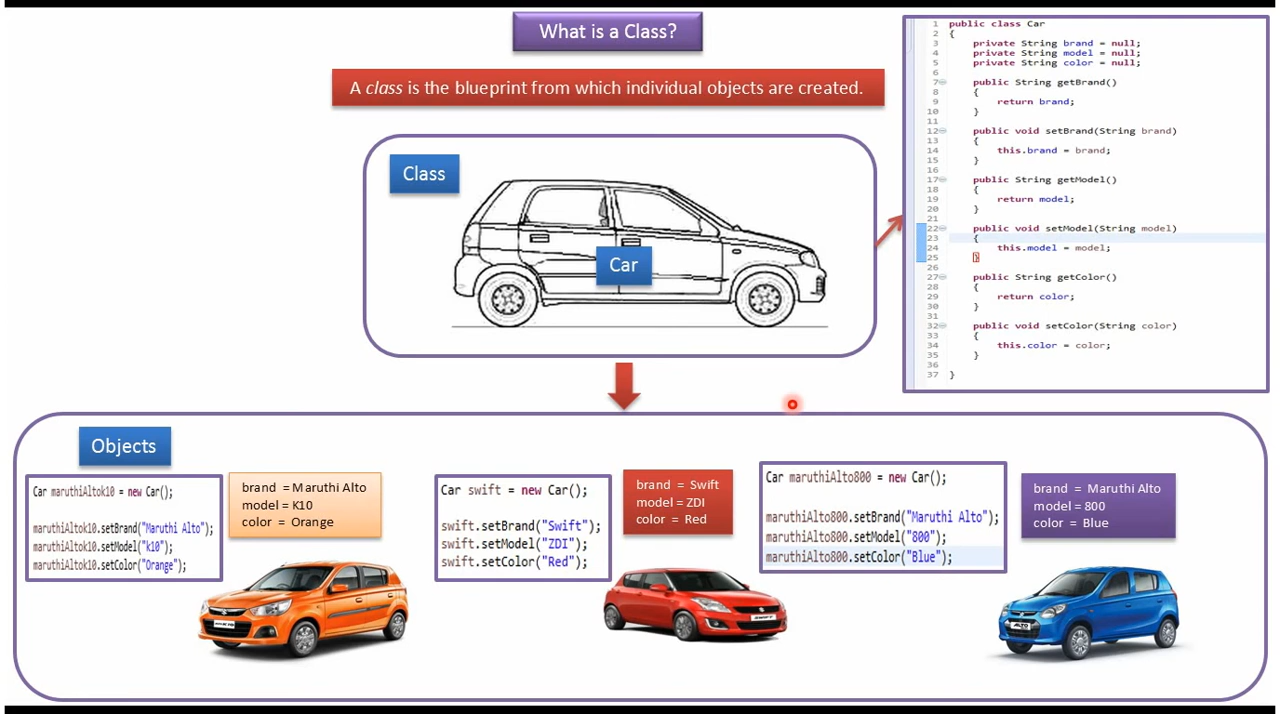 What is a Class?
A class is the blueprint from which individual objects are created.
Class
Car
1 public class Car
2 {
3 private String brand = null;
4 private String model = null;
5 private String color = null;
6
7 public String getBrand()
8 {
9 return brand;
10 }
11
12 public void setBrand(String brand)
13 {
14 this.brand = brand;
15 }
16
17 public String getModel()
18 {
19 return model;
20 }
21
22 public void setModel(String model)
23 {
24 this.model = model;
25 }
26
27 public String getColor()
28 {
29 return color;
30 }
31
32 public void setColor(String color)
33 {
34 this.color = color;
35 }
36
37 }
Objects
Car maruthiAltok10 = new Car();
maruthiAltok10.setBrand("Maruthi Alto");
maruthiAltok10.setModel("k10");
maruthiAltok10.setColor("Orange");
brand = Maruthi Alto
model = K10
color = Orange
Car swift = new Car();
swift.setBrand("Swift");
swift.setModel("ZDI");
swift.setColor("Red");
brand = Swift
model = ZDI
color = Red
Car maruthiAlto800 = new Car();
maruthiAlto800.setBrand("Maruthi Alto");
maruthiAlto800.setModel("800");
maruthiAlto800.setColor("Blue");
brand = Maruthi Alto
model = 800
color = Blue
SWIFT
ALTO